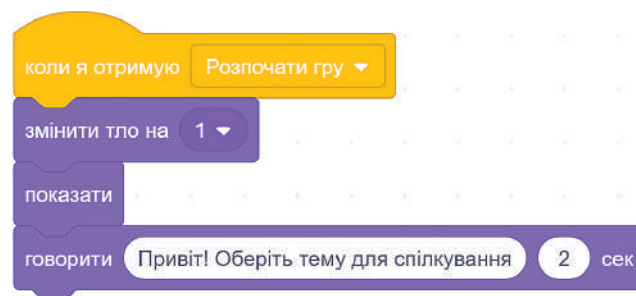 коли я отримую Розпочати гру
змінити тло на 1
показати
говорити Привіт! Оберіть тему для спілкування 2 сек